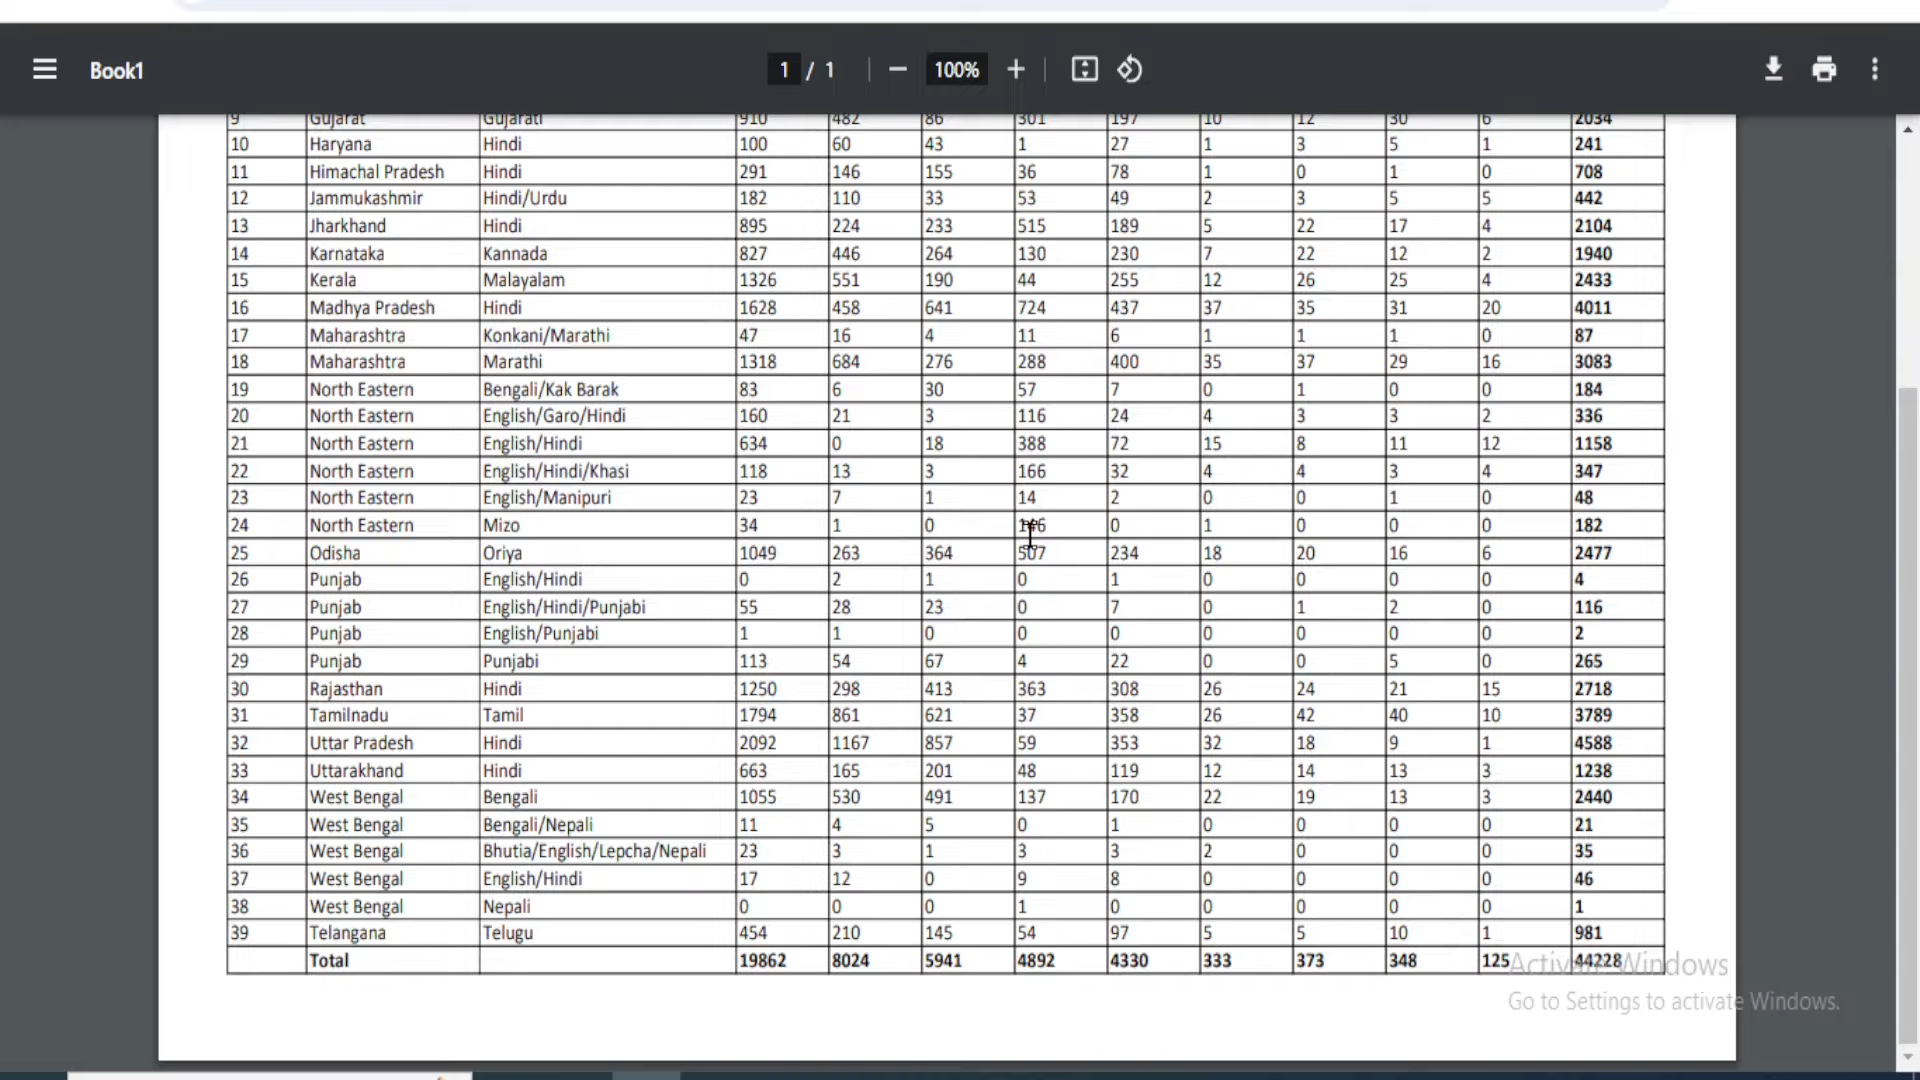 Book1
1 / 1
100%
9 Gujarat Gujarati 910 482 86 301 197 10 12 30 6 2034
10 Haryana Hindi 100 60 43 1 27 1 3 5 1 241
11 Himachal Pradesh Hindi 291 146 155 36 78 1 0 1 0 708
12 Jammukashmir Hindi/Urdu 182 110 33 53 49 2 3 5 5 442
13 Jharkhand Hindi 895 224 233 515 189 5 22 17 4 2104
14 Karnataka Kannada 827 446 264 130 230 7 22 12 2 1940
15 Kerala Malayalam 1326 551 190 44 255 12 26 25 4 2433
16 Madhya Pradesh Hindi 1628 458 641 724 437 37 35 31 20 4011
17 Maharashtra Konkani/Marathi 47 16 4 11 6 1 1 1 0 87
18 Maharashtra Marathi 1318 684 276 288 400 35 37 29 16 3083
19 North Eastern Bengali/Kak Barak 83 6 30 57 7 0 1 0 0 184
20 North Eastern English/Garo/Hindi 160 21 3 116 24 4 3 3 2 336
21 North Eastern English/Hindi 634 0 18 388 72 15 8 11 12 1158
22 North Eastern English/Hindi/Khasi 118 13 3 166 32 4 4 3 4 347
23 North Eastern English/Manipuri 23 7 1 14 2 0 0 1 0 48
24 North Eastern Mizo 34 1 0 146 0 1 0 0 0 182
25 Odisha Oriya 1049 263 364 507 234 18 20 16 6 2477
26 Punjab English/Hindi 0 2 1 0 1 0 0 0 0 4
27 Punjab English/Hindi/Punjabi 55 28 23 0 7 0 1 2 0 116
28 Punjab English/Punjabi 1 1 0 0 0 0 0 0 0 2
29 Punjab Punjabi 113 54 67 4 22 0 0 5 0 265
30 Rajasthan Hindi 1250 298 413 363 308 26 24 21 15 2718
31 Tamilnadu Tamil 1794 861 621 37 358 26 42 40 10 3789
32 Uttar Pradesh Hindi 2092 1167 857 59 353 32 18 9 1 4588
33 Uttarakhand Hindi 663 165 201 48 119 12 14 13 3 1238
34 West Bengal Bengali 1055 530 491 137 170 22 19 13 3 2440
35 West Bengal Bengali/Nepali 11 4 5 0 1 0 0 0 0 21
36 West Bengal Bhutia/English/Lepcha/Nepali 23 3 1 3 3 2 0 0 0 35
37 West Bengal English/Hindi 17 12 0 9 8 0 0 0 0 46
38 West Bengal Nepali 0 0 0 1 0 0 0 0 0 1
39 Telangana Telugu 454 210 145 54 97 5 5 10 1 981
Total 19862 8024 5941 4892 4330 333 373 348 125 44228
Activate Windows
Go to Settings to activate Windows.